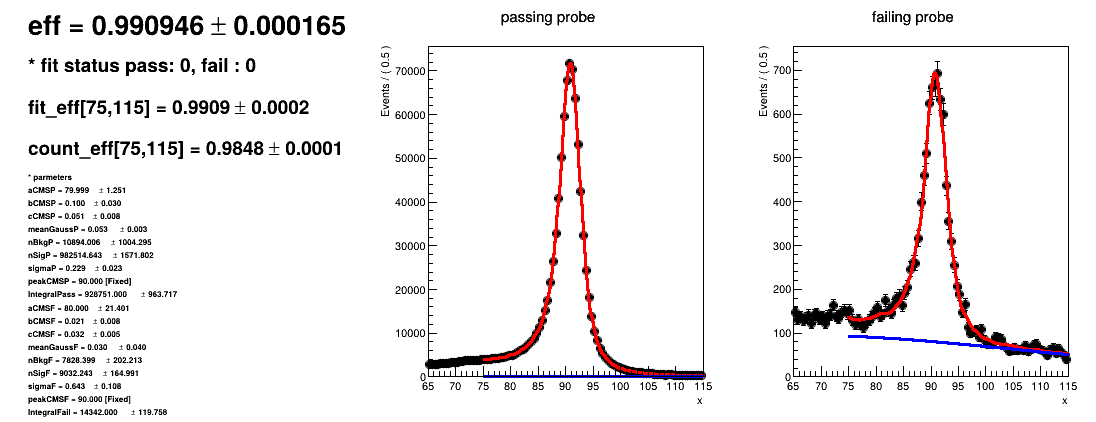 eff = 0.990946 ± 0.000165
* fit status pass: 0, fail : 0
fit_eff[75,115] = 0.9909 ± 0.0002
count_eff[75,115] = 0.9848 ± 0.0001
* parmeters
aCMSP = 79.999 ± 1.251
bCMSP = 0.100 ± 0.030
cCMSP = 0.051 ± 0.008
meanGaussP = 0.053 ± 0.003
nBkgP = 10894.006 ± 1004.295
nSigP = 982514.643 ± 1571.802
sigmaP = 0.229 ± 0.023
peakCMSP = 90.000 [Fixed]
IntegralPass = 928751.000 ± 963.717
aCMSF = 80.000 ± 21.401
bCMSF = 0.021 ± 0.008
cCMSF = 0.032 ± 0.005
meanGaussF = 0.030 ± 0.040
nBkgF = 7828.399 ± 202.213
nSigF = 9032.243 ± 164.991
sigmaF = 0.643 ± 0.108
peakCMSF = 90.000 [Fixed]
IntegralFail = 14342.000 ± 119.758
passing probe
Events / ( 0.5 )
70000
60000
50000
40000
30000
20000
10000
0
65 70 75 80 85 90 95 100 105 110 115
x
failing probe
Events / ( 0.5 )
700
600
500
400
300
200
100
0
65 70 75 80 85 90 95 100 105 110 115
x